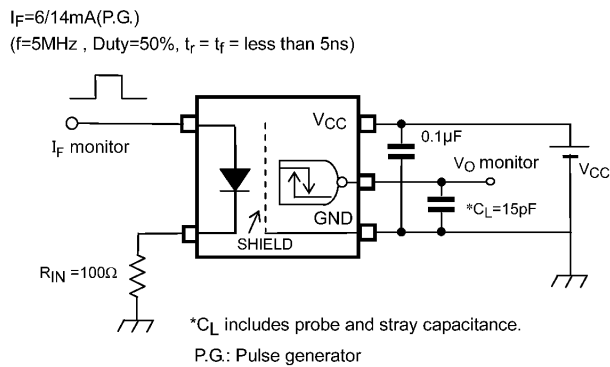 IF=6/14mA(P.G.)
(f=5MHz , Duty=50%, tr = tf = less than 5ns)
IF monitor
VCC
0.1µF
VO monitor
VCC
*CL=15pF
GND
SHIELD
RIN =100Ω
*CL includes probe and stray capacitance.
P.G.: Pulse generator